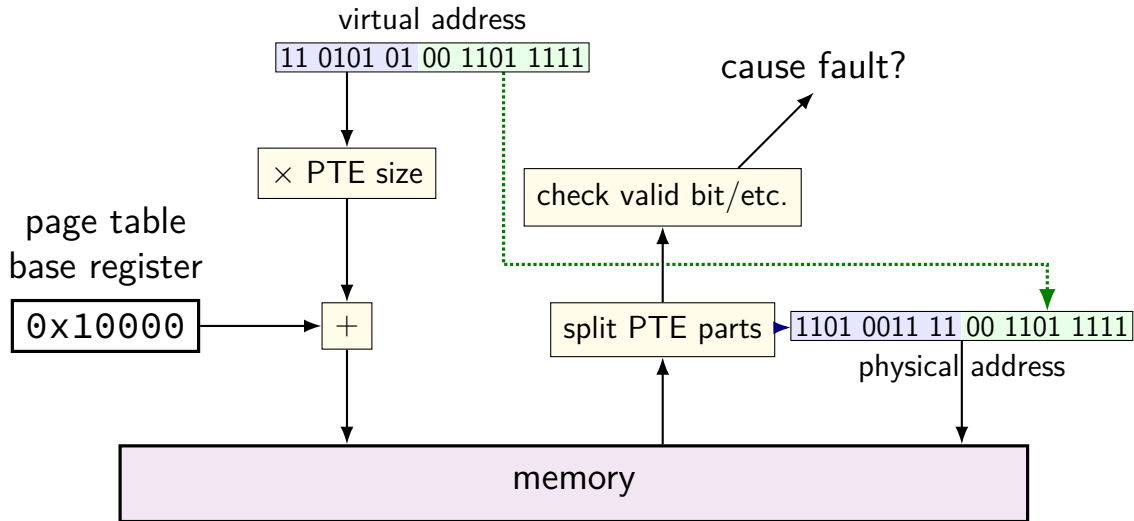 virtual address
11 0101 01 00 1101 1111
cause fault?
× PTE size
check valid bit/etc.
page table
base register
0x10000
+
split PTE parts
1101 0011 11 00 1101 1111
physical address
memory